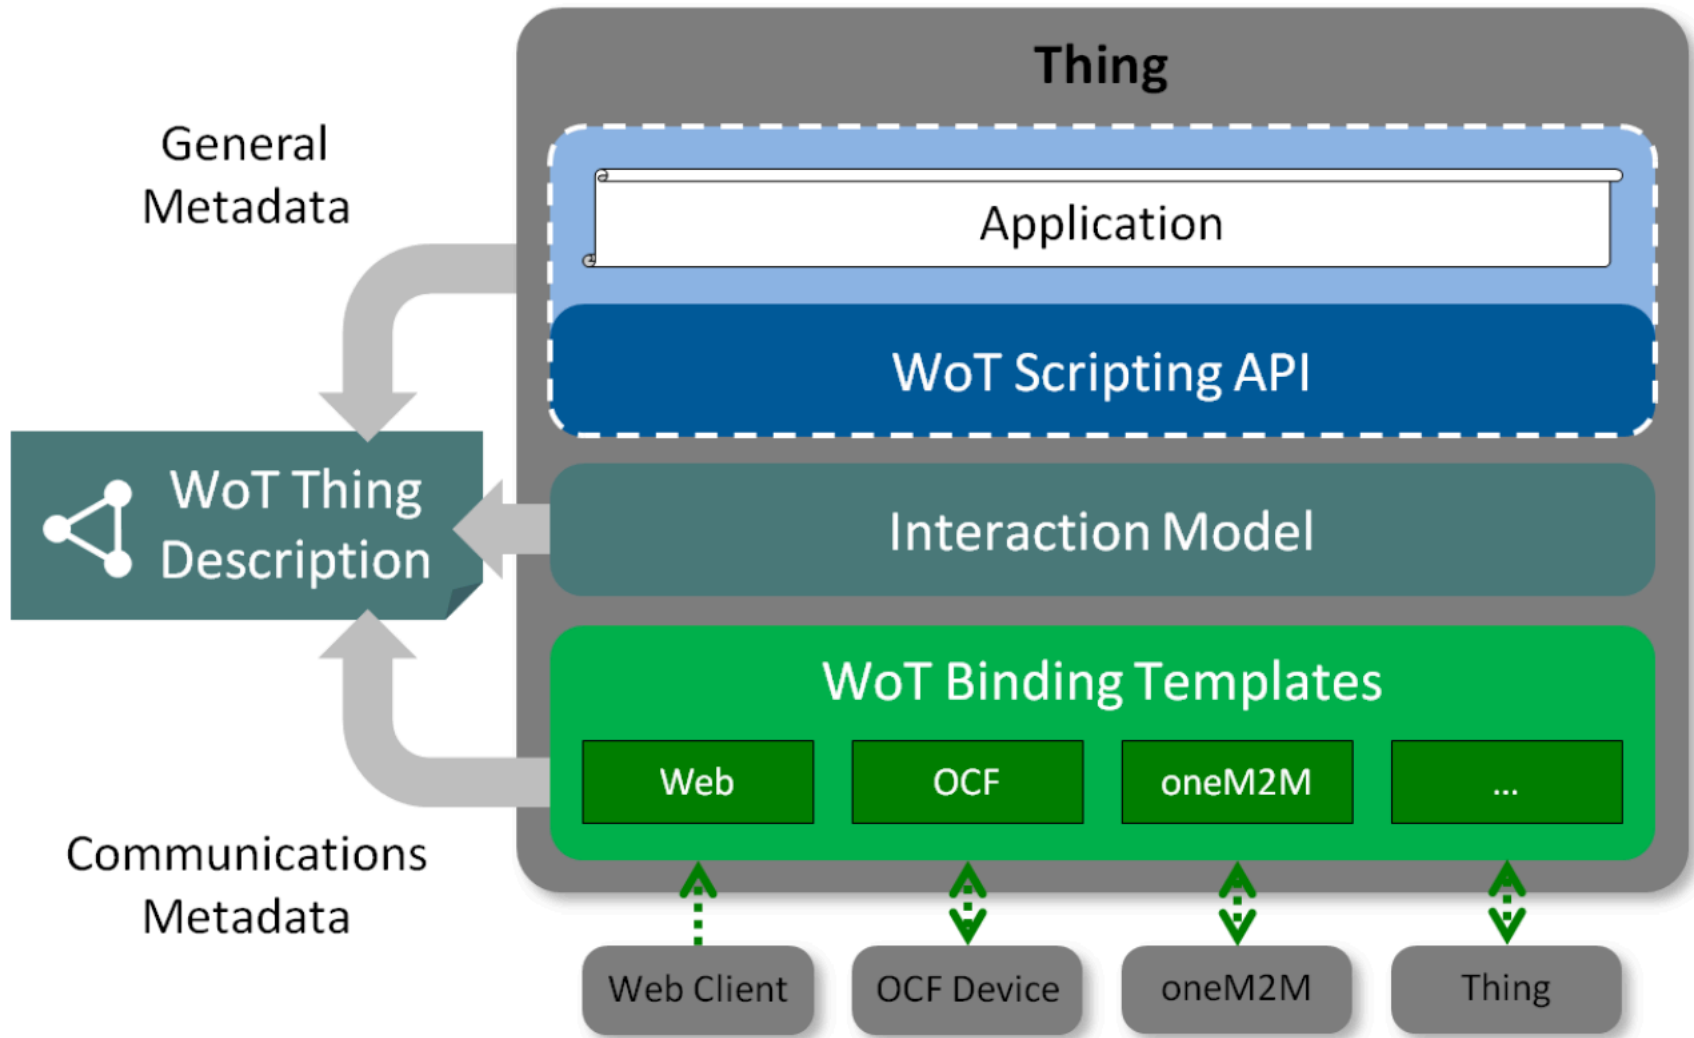 Thing
General
Metadata
Application
WoT Scripting API
WoT Thing
Description
Interaction Model
WoT Binding Templates
Web
OCF
oneM2M
...
Communications
Metadata
Web Client
OCF Device
oneM2M
Thing